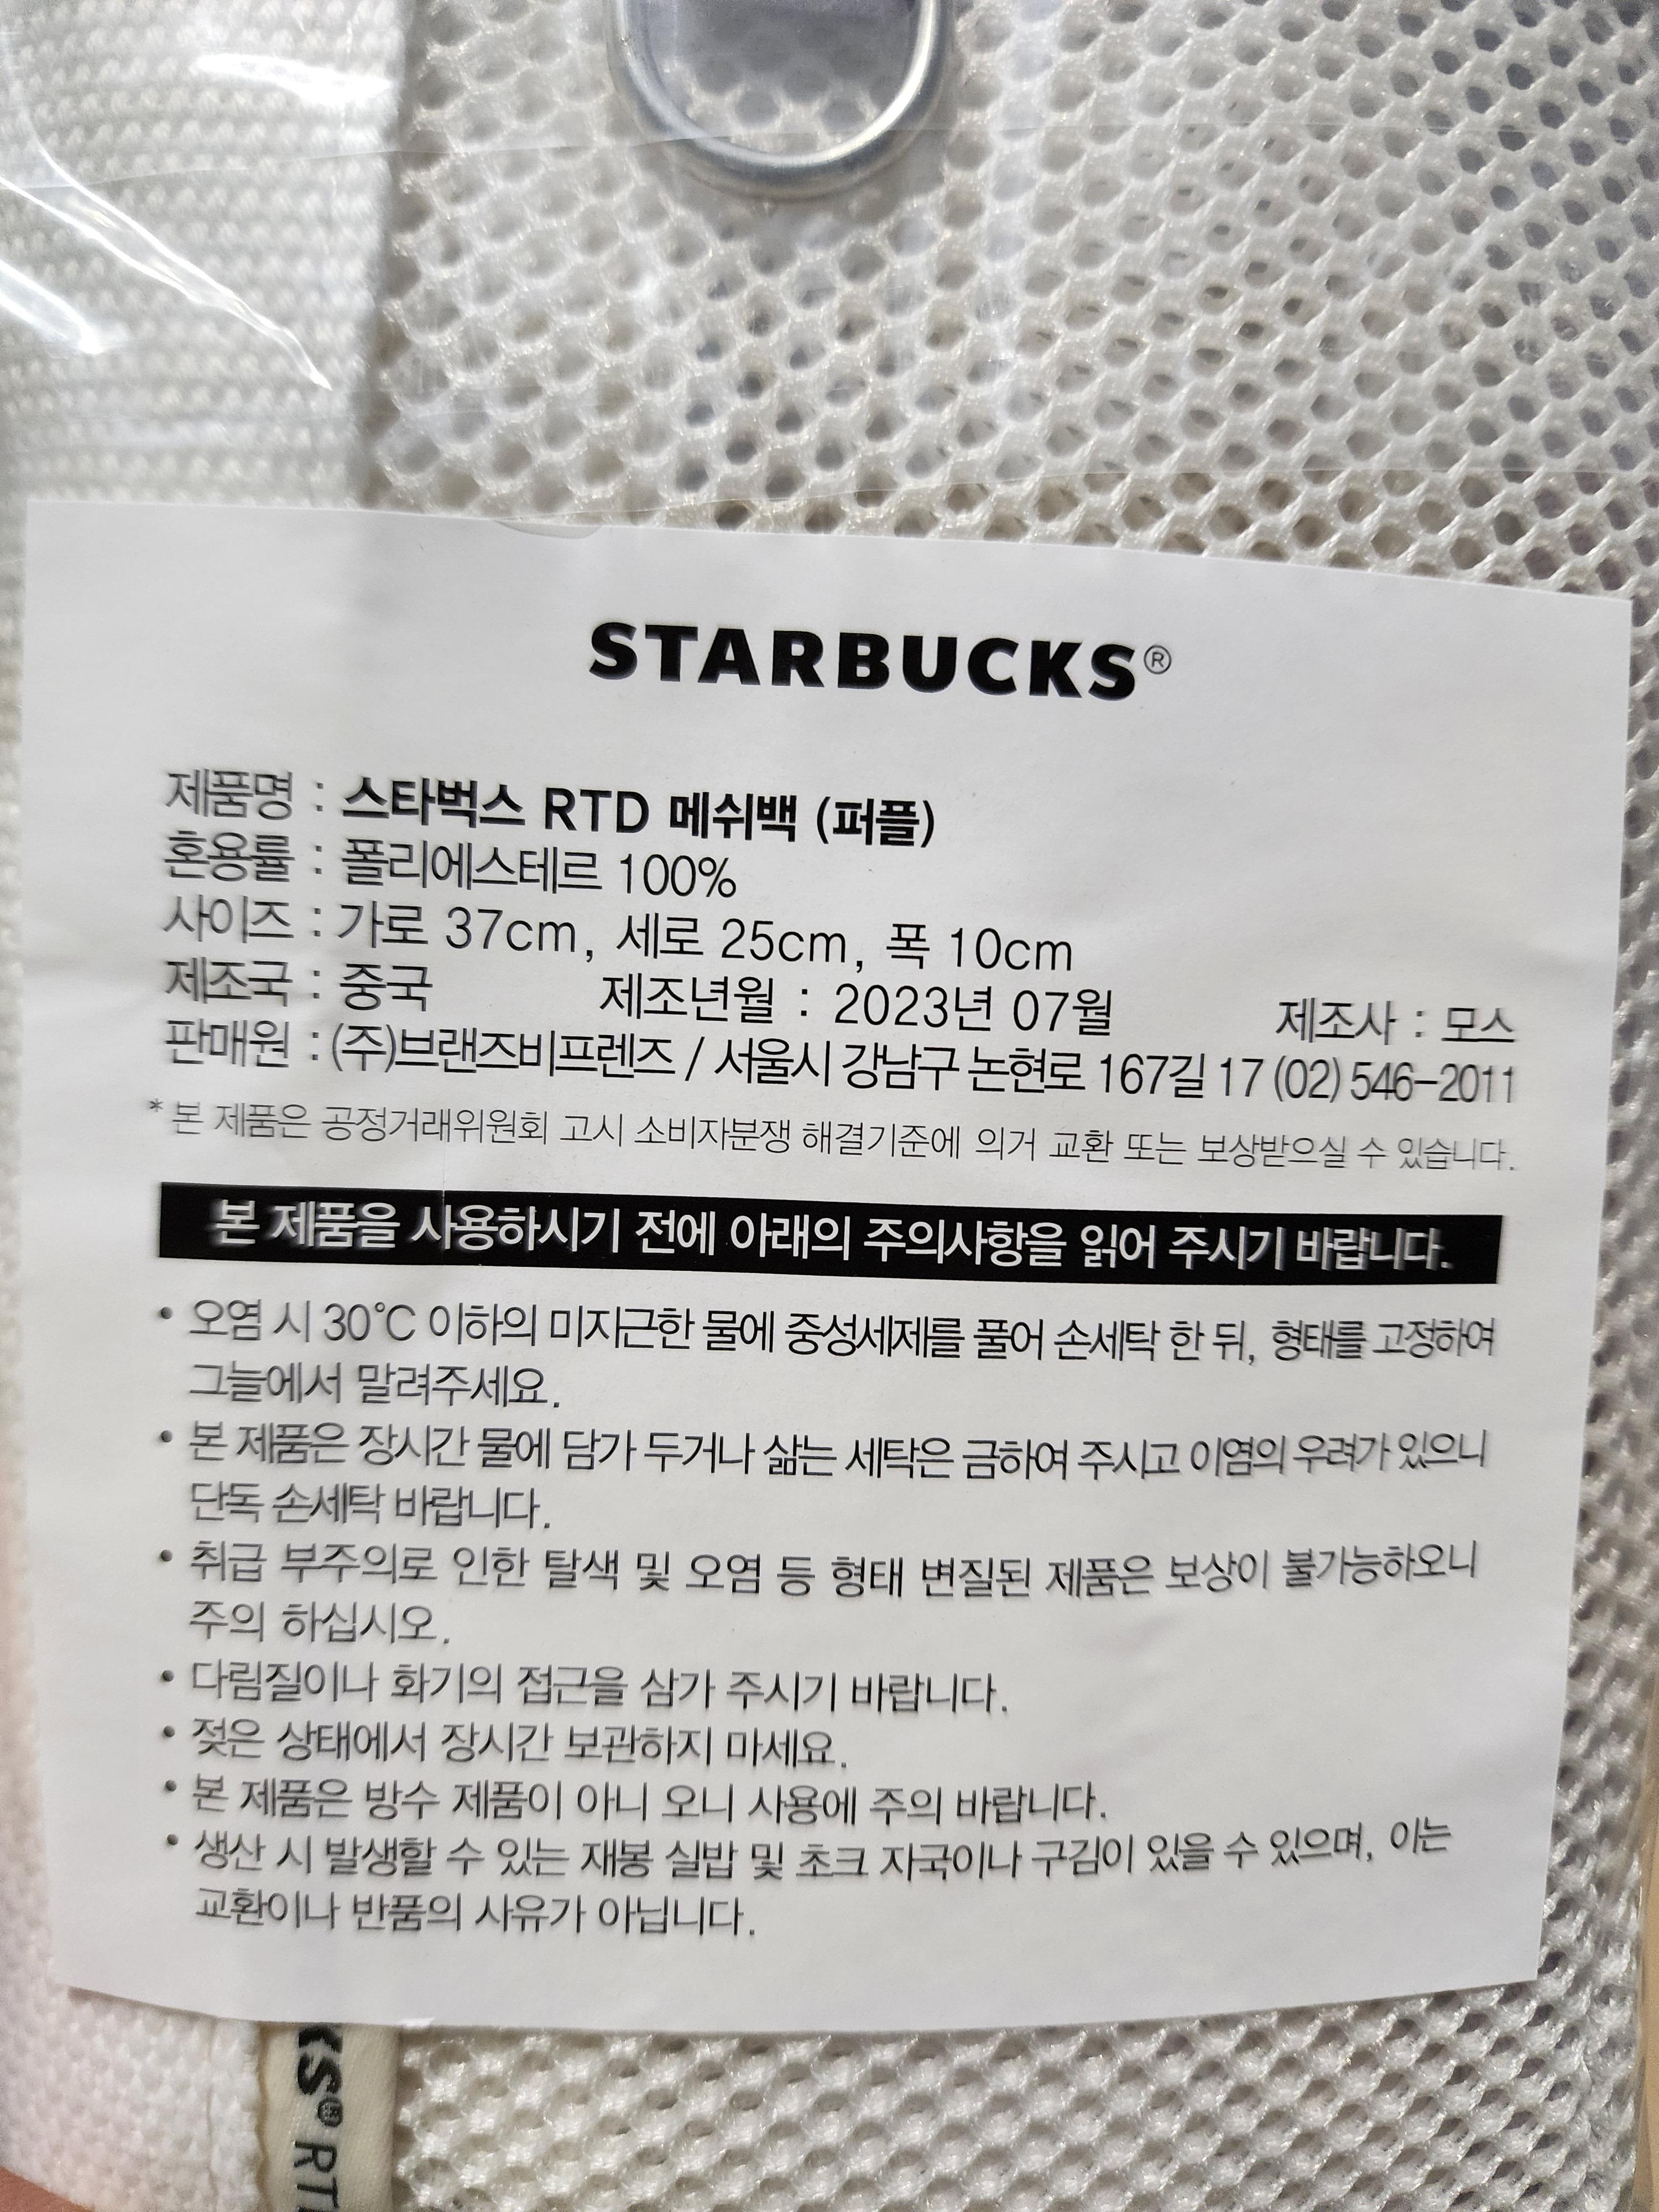 STARBUCKS®
제품명 : 스타벅스 RTD 메쉬백 (퍼플)
혼용률 : 폴리에스테르 100%
사이즈 : 가로 37cm, 세로 25cm, 폭 10cm
제조국 : 중국 제조년월 : 2023년 07월 제조사 : 모스
판매원 : (주)브랜즈비프렌즈 / 서울시 강남구 논현로 167길 17 (02) 546-2011
* 본 제품은 공정거래위원회 고시 소비자분쟁 해결기준에 의거 교환 또는 보상받으실 수 있습니다.
본 제품을 사용하시기 전에 아래의 주의사항을 읽어 주시기 바랍니다.
• 오염 시 30°C 이하의 미지근한 물에 중성세제를 풀어 손세탁 한 뒤, 형태를 고정하여
그늘에서 말려주세요.
• 본 제품은 장시간 물에 담가 두거나 삶는 세탁은 금하여 주시고 이염의 우려가 있으니
단독 손세탁 바랍니다.
• 취급 부주의로 인한 탈색 및 오염 등 형태 변질된 제품은 보상이 불가능하오니
주의 하십시오.
• 다림질이나 화기의 접근을 삼가 주시기 바랍니다.
• 젖은 상태에서 장시간 보관하지 마세요.
• 본 제품은 방수 제품이 아니 오니 사용에 주의 바랍니다.
• 생산 시 발생할 수 있는 재봉 실밥 및 초크 자국이나 구김이 있을 수 있으며, 이는
교환이나 반품의 사유가 아닙니다.
KS® RT